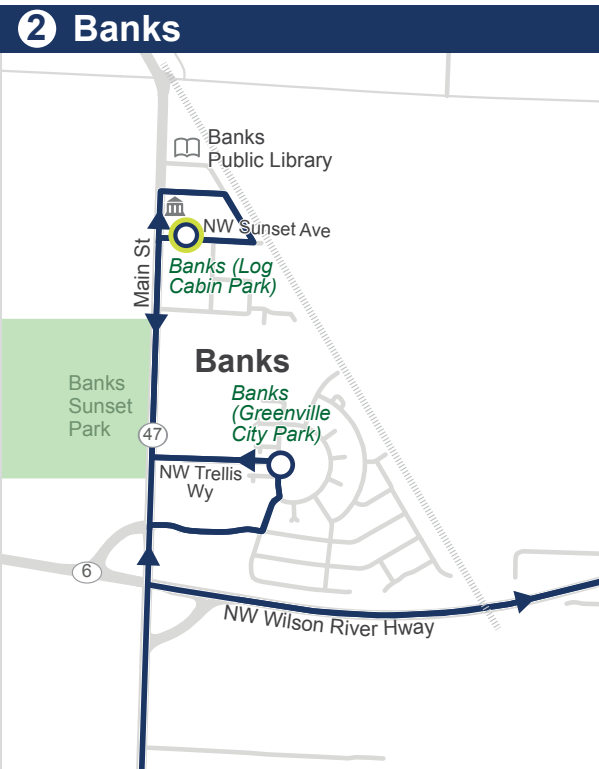 2 Banks
Banks
Public Library
NW Sunset Ave
Main St
Banks (Log
Cabin Park)
Banks
Banks
Sunset
Park
Banks
(Greenville
City Park)
47
NW Trellis
Wy
6
NW Wilson River Hway